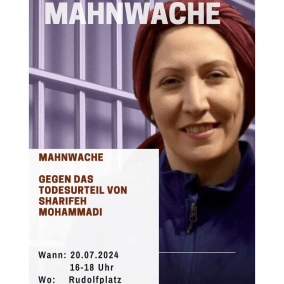 MAHNWACHE
MAHNWACHE
GEGEN DAS
TODESURTEIL VON
SHARIFEH
MOHAMMADI
Wann: 20.07.2024
16-18 Uhr
Wo: Rudolfplatz